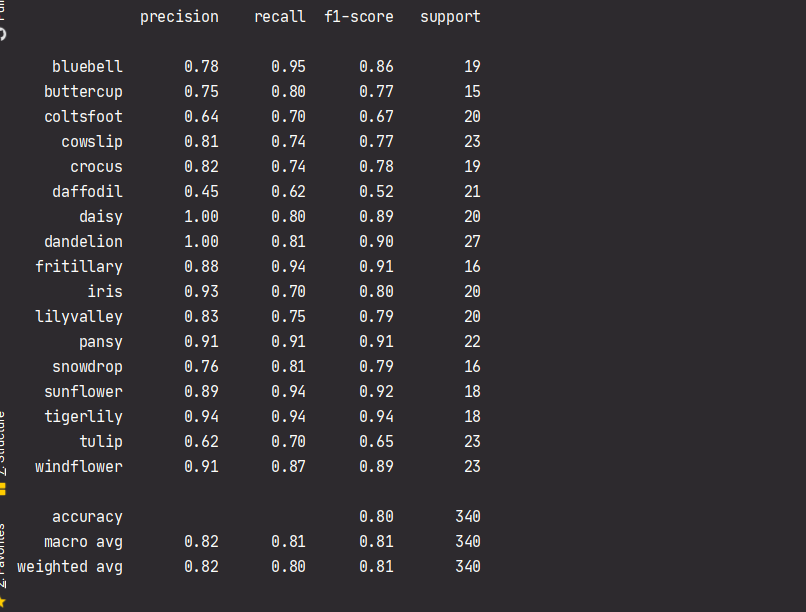 precision recall f1-score support
bluebell 0.78 0.95 0.86 19
buttercup 0.75 0.80 0.77 15
coltsfoot 0.64 0.70 0.67 20
cowslip 0.81 0.74 0.77 23
crocus 0.82 0.74 0.78 19
daffodil 0.45 0.62 0.52 21
daisy 1.00 0.80 0.89 20
dandelion 1.00 0.81 0.90 27
fritillary 0.88 0.94 0.91 16
iris 0.93 0.70 0.80 20
lilyvalley 0.83 0.75 0.79 20
pansy 0.91 0.91 0.91 22
snowdrop 0.76 0.81 0.79 16
sunflower 0.89 0.94 0.92 18
tigerlily 0.94 0.94 0.94 18
tulip 0.62 0.70 0.65 23
windflower 0.91 0.87 0.89 23
accuracy 0.80 340
macro avg 0.82 0.81 0.81 340
weighted avg 0.82 0.80 0.81 340